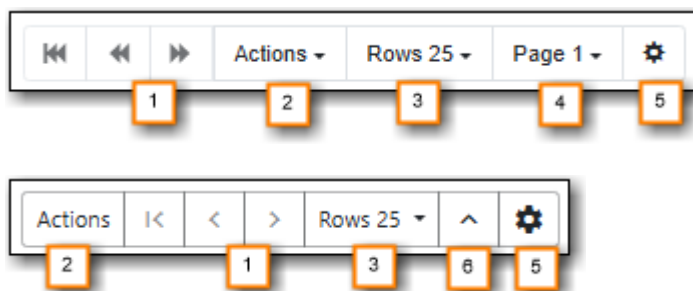 Actions Rows 25 Page 1
1 2 3 4 5
Actions Rows 25
2 1 3 6 5